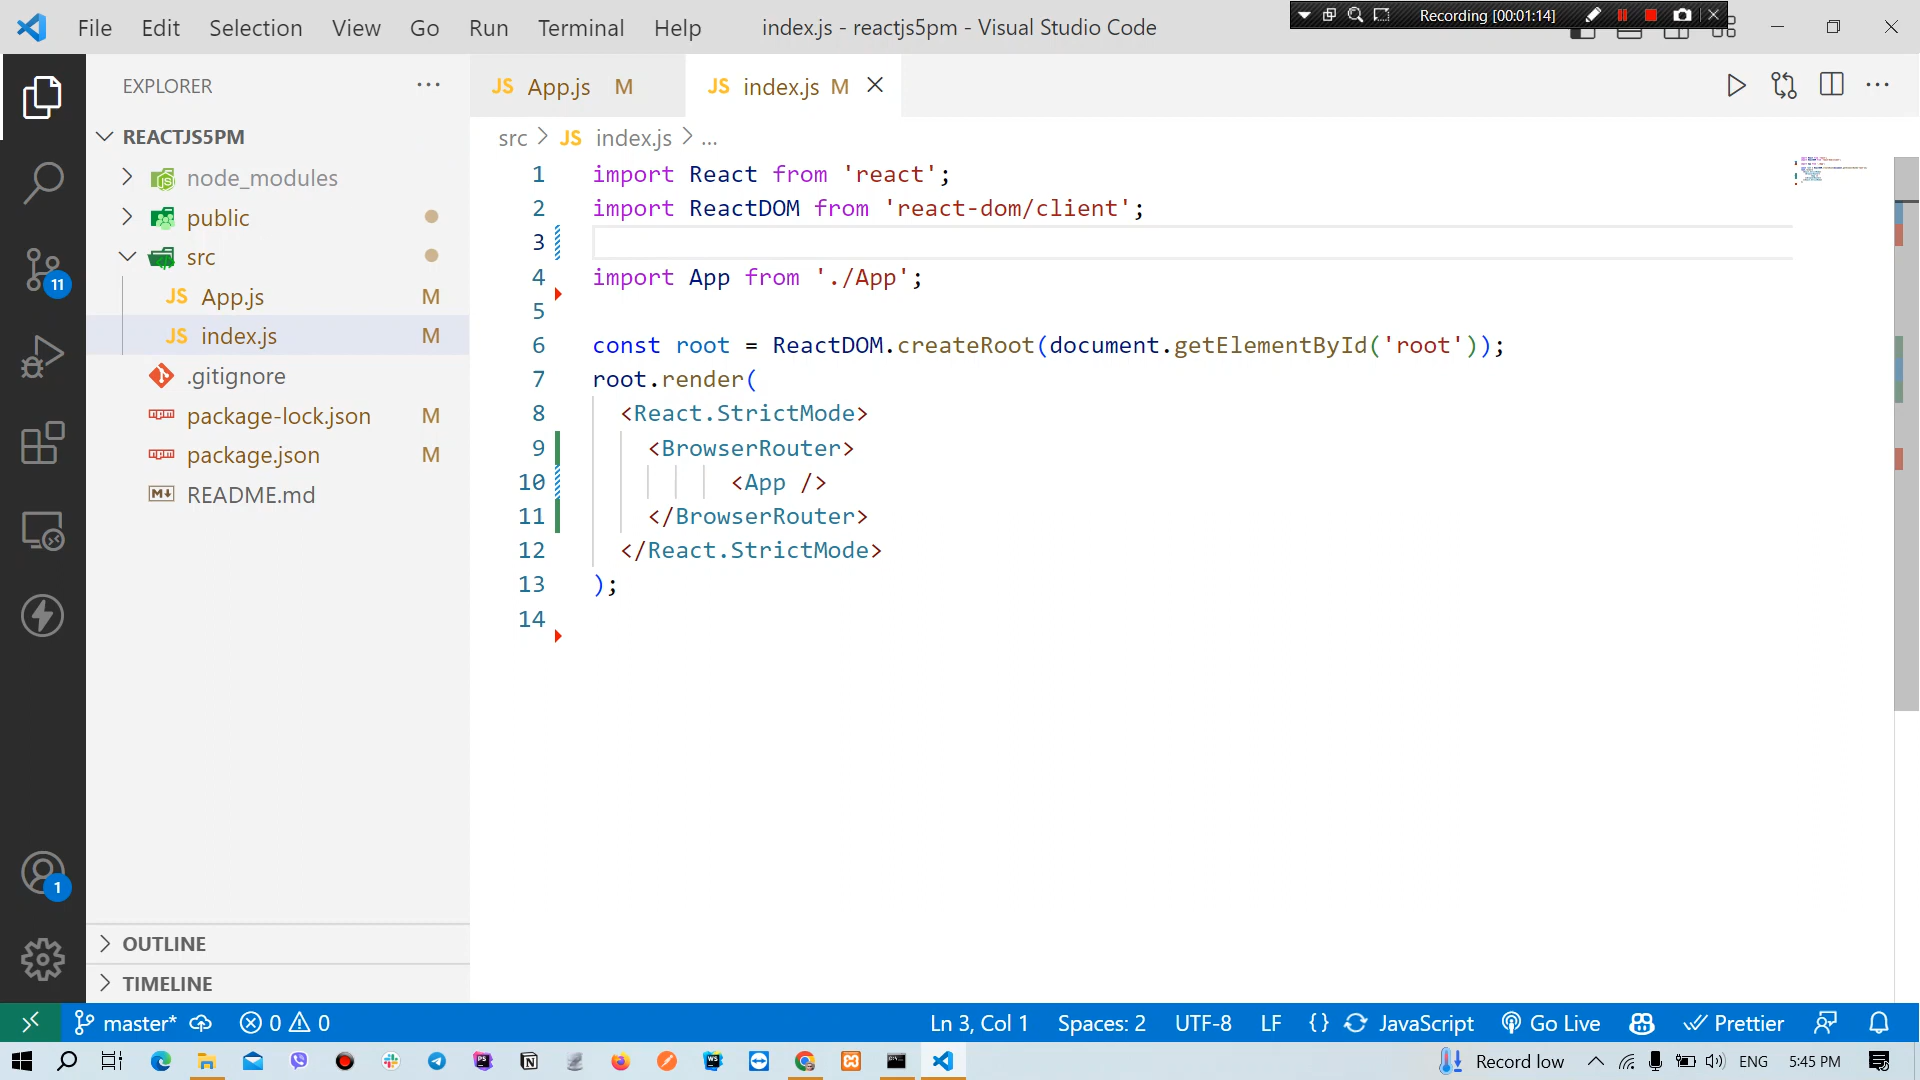 File Edit Selection View Go Run Terminal Help index.js - reactjs5pm - Visual Studio Code
Recording [00:01:14]
EXPLORER
REACTJS5PM
node_modules
public
src
JS App.js M
JS index.js M
.gitignore
package-lock.json M
package.json M
README.md
OUTLINE
TIMELINE
11
1
JS App.js M
JS index.js M
src > JS index.js > ...
1 import React from 'react';
2 import ReactDOM from 'react-dom/client';
3
4 import App from './App';
5
6 const root = ReactDOM.createRoot(document.getElementById('root'));
7 root.render(
8 <React.StrictMode>
9 <BrowserRouter>
10 <App />
11 </BrowserRouter>
12 </React.StrictMode>
13 );
14
master* 0 0 Ln 3, Col 1 Spaces: 2 UTF-8 LF {} JavaScript Go Live Prettier
Record low ENG 5:45 PM